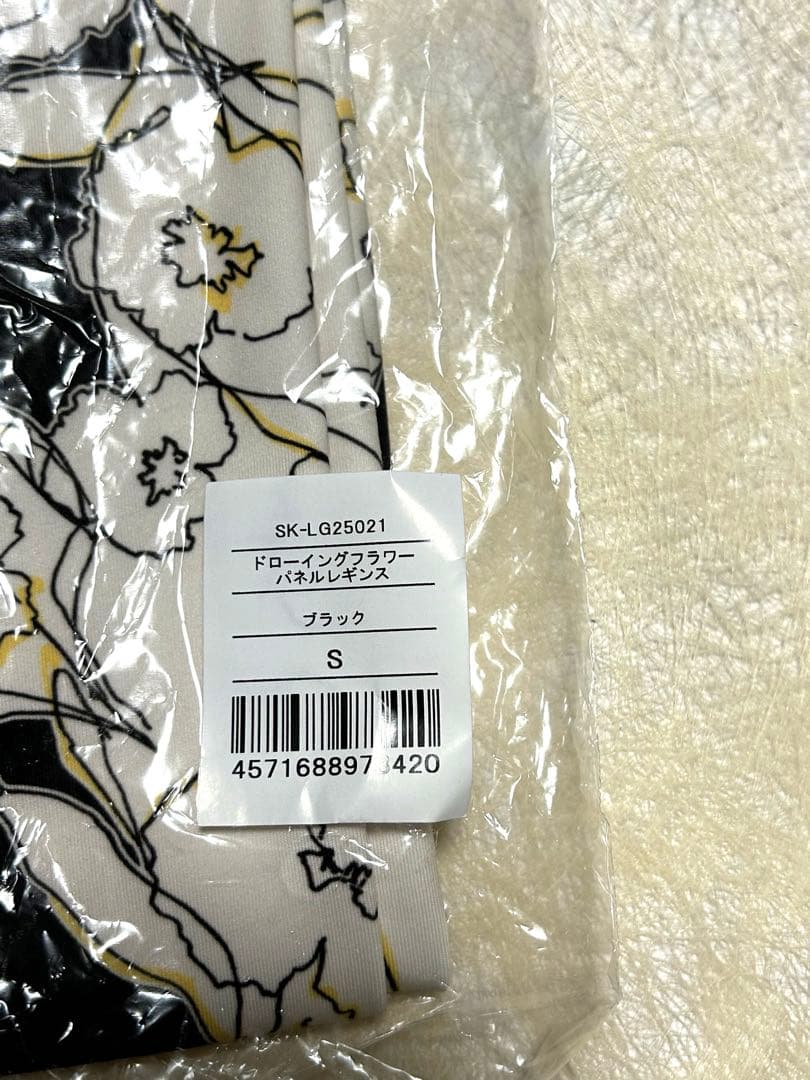 SK-LG25021
ドローイングフラワー
パネルレギンス
ブラック
S
4571688973420